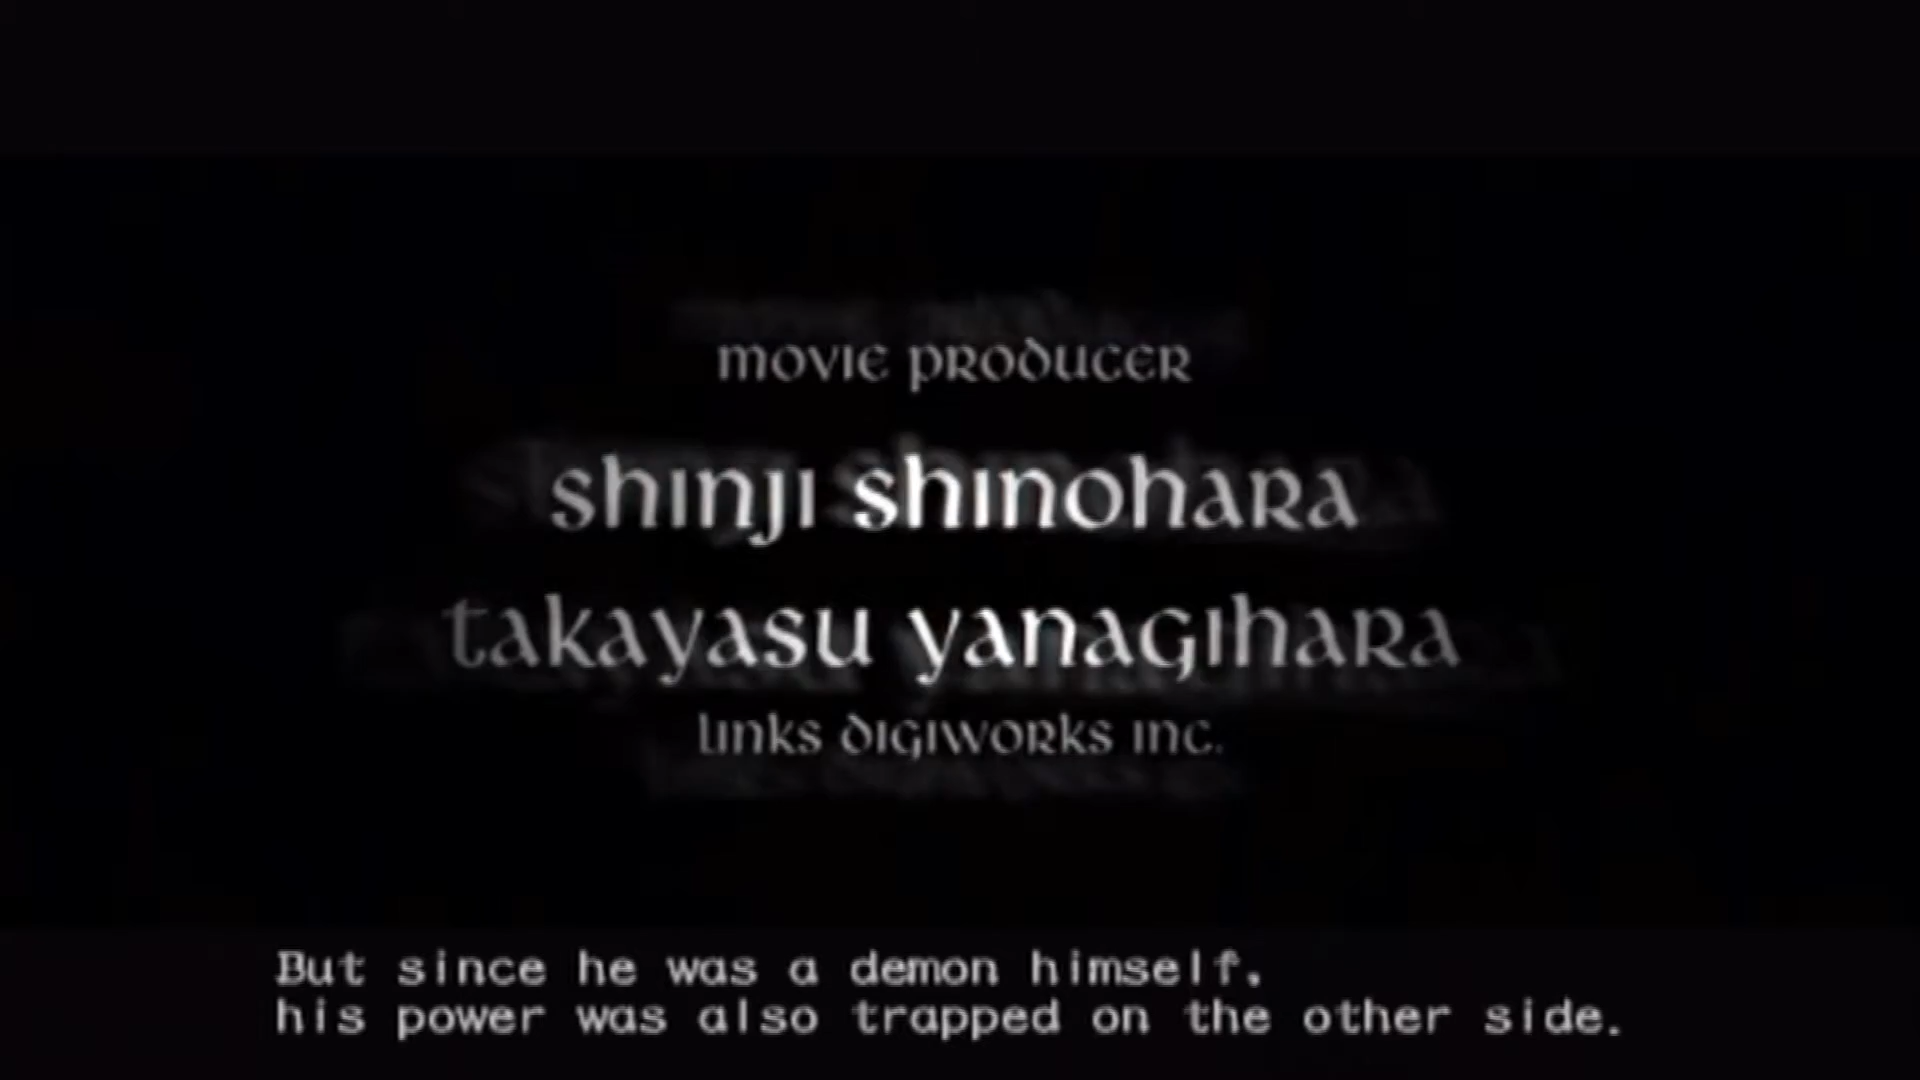 movie producer
shinji shinohara
takayasu yanagihara
links digiworks inc.
But since he was a demon himself,
his power was also trapped on the other side.